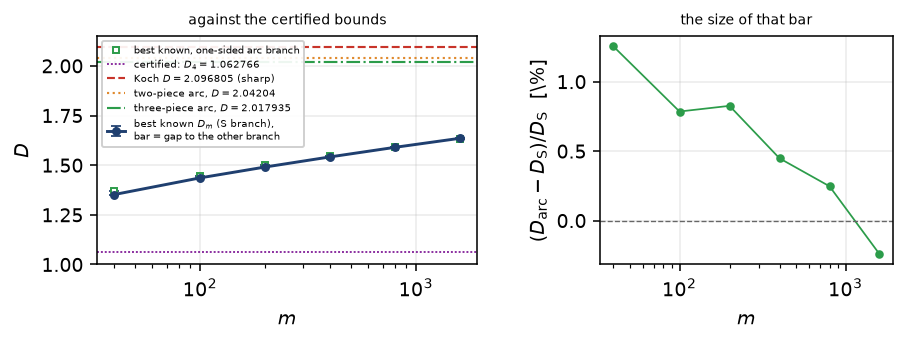 against the certified bounds
2.00
1.75
1.50
1.25
1.00
D
best known, one-sided arc branch
certified: D₄ = 1.062766
Koch D = 2.096805 (sharp)
two-piece arc, D = 2.04204
three-piece arc, D = 2.017935
best known Dₘ (S branch),
bar = gap to the other branch
10²
10³
m
the size of that bar
1.0
0.5
0.0
(D_arc − D_S)/D_S [\%]
10²
10³
m